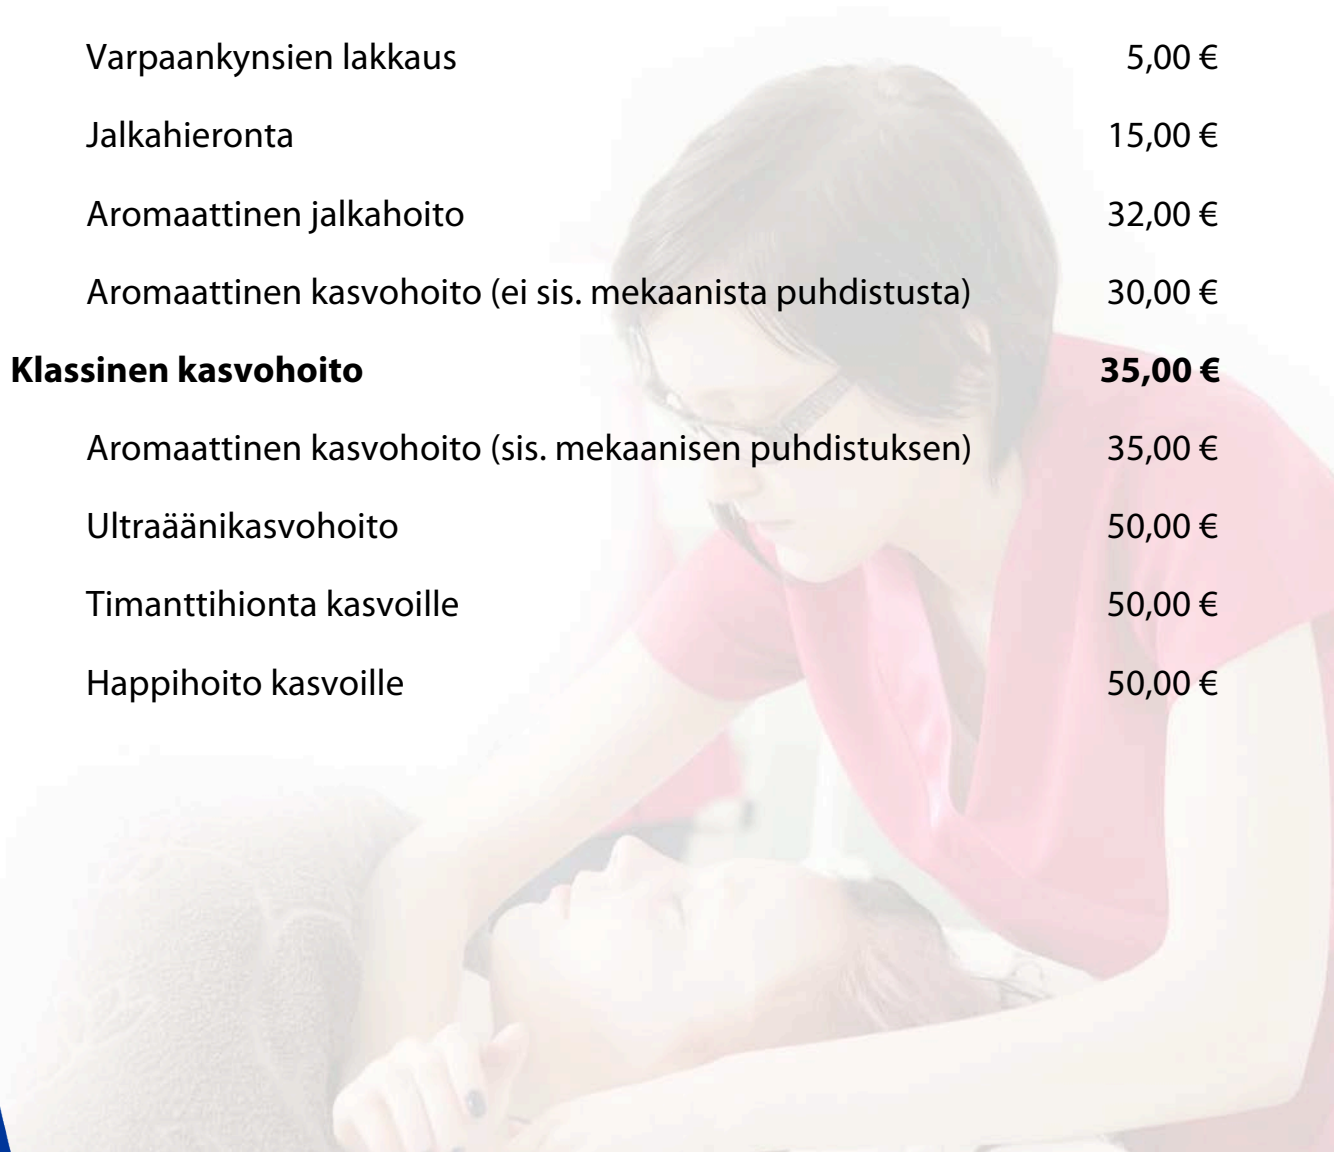 Varpaankynsien lakkaus 5,00 €
Jalkahieronta 15,00 €
Aromaattinen jalkahoito 32,00 €
Aromaattinen kasvohoito (ei sis. mekaanista puhdistusta) 30,00 €
Klassinen kasvohoito 35,00 €
Aromaattinen kasvohoito (sis. mekaanisen puhdistuksen) 35,00 €
Ultraäänikasvohoito 50,00 €
Timanttihionta kasvoille 50,00 €
Happihoito kasvoille 50,00 €